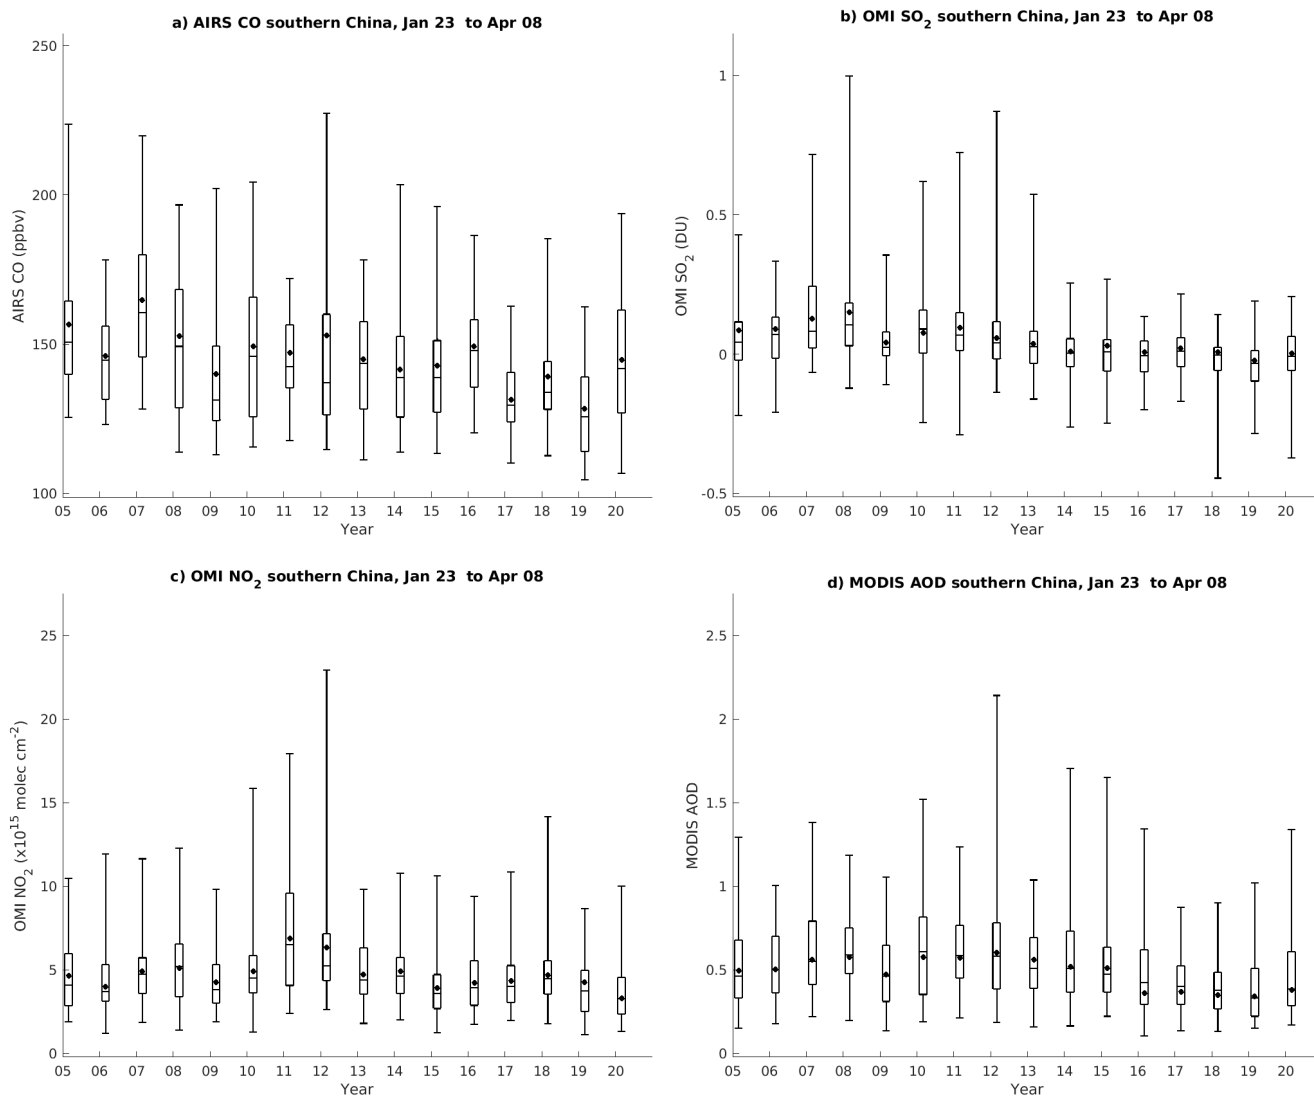 a) AIRS CO southern China, Jan 23 to Apr 08
250
200
150
100
AIRS CO (ppbv)
05 06 07 08 09 10 11 12 13 14 15 16 17 18 19 20
Year
b) OMI SO2 southern China, Jan 23 to Apr 08
1
0.5
0
-0.5
OMI SO2 (DU)
05 06 07 08 09 10 11 12 13 14 15 16 17 18 19 20
Year
c) OMI NO2 southern China, Jan 23 to Apr 08
25
20
15
10
5
0
OMI NO2 (x10^15 molec cm^-2)
05 06 07 08 09 10 11 12 13 14 15 16 17 18 19 20
Year
d) MODIS AOD southern China, Jan 23 to Apr 08
2.5
2
1.5
1
0.5
0
MODIS AOD
05 06 07 08 09 10 11 12 13 14 15 16 17 18 19 20
Year